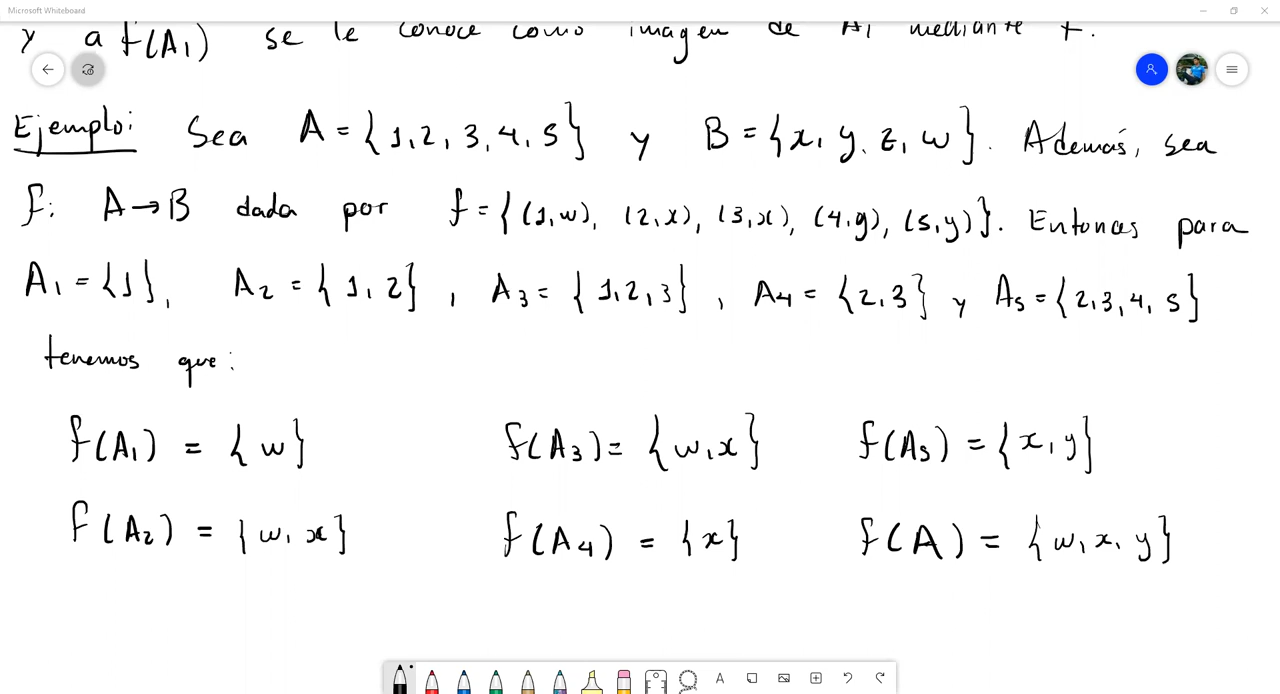 Microsoft Whiteboard
y a f(A₁) se le conoce como imagen de A₁ mediante f.
Ejemplo: Sea A = {1, 2, 3, 4, 5} y B = {x, y, z, w}. Además, sea
f: A → B dada por f = {(1, w), (2, x), (3, x), (4, y), (5, y)}. Entonces para
A₁ = {1}, A₂ = {1, 2}, A₃ = {1, 2, 3}, A₄ = {2, 3} y A₅ = {2, 3, 4, 5}
tenemos que:
f(A₁) = {w} f(A₃) = {w, x} f(A₅) = {x, y}
f(A₂) = {w, x} f(A₄) = {x} f(A) = {w, x, y}